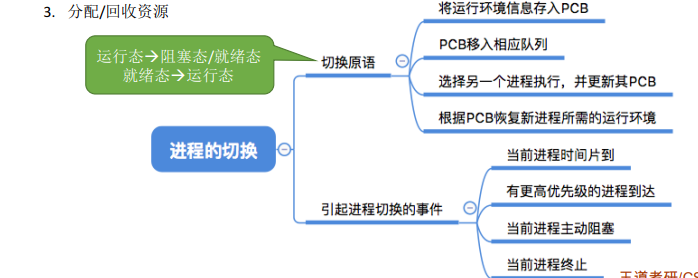 3. 分配/回收资源
运行态→阻塞态/就绪态
就绪态→运行态
进程的切换
切换原语
将运行环境信息存入PCB
PCB移入相应队列
选择另一个进程执行，并更新其PCB
根据PCB恢复新进程所需的运行环境
引起进程切换的事件
当前进程时间片到
有更高优先级的进程到达
当前进程主动阻塞
当前进程终止
王道考研/CS